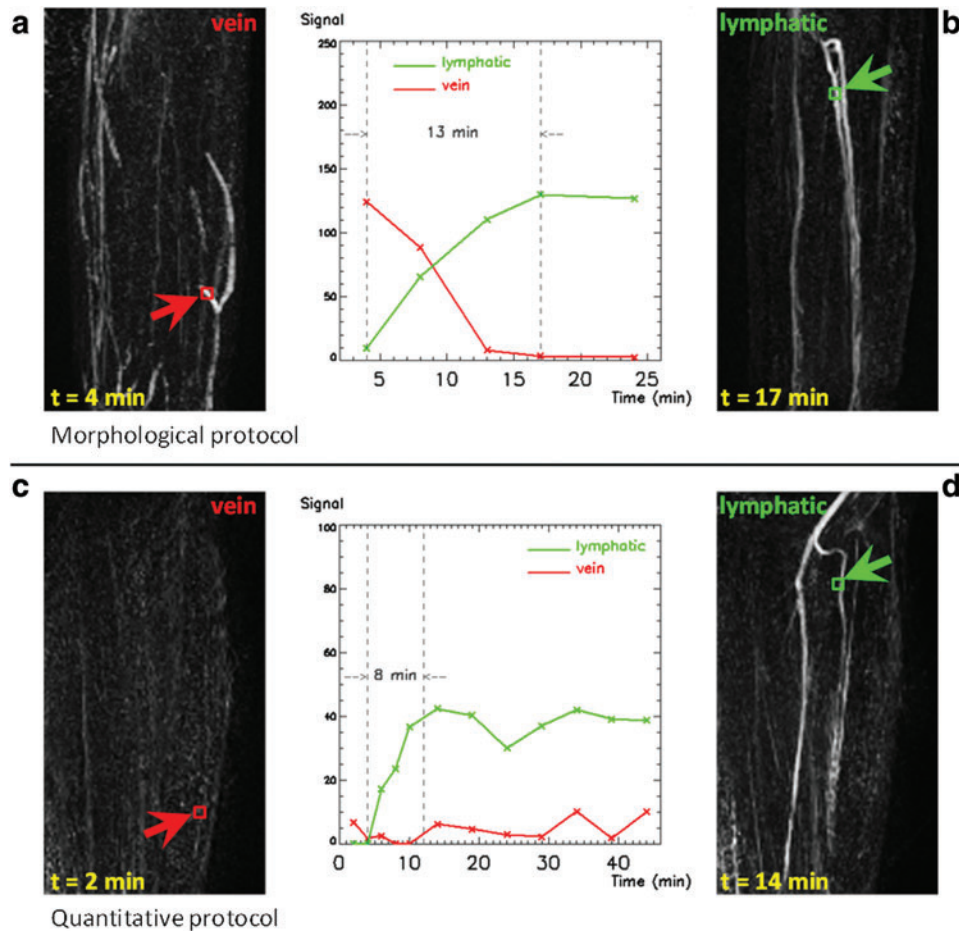 a
vein
t = 4 min
Signal
250
200
150
100
50
0
lymphatic
vein
13 min
5 10 15 20 25
Time (min)
b
lymphatic
t = 17 min
Morphological protocol
c
vein
t = 2 min
Signal
100
80
60
40
20
0
lymphatic
vein
8 min
0 10 20 30 40
Time (min)
d
lymphatic
t = 14 min
Quantitative protocol